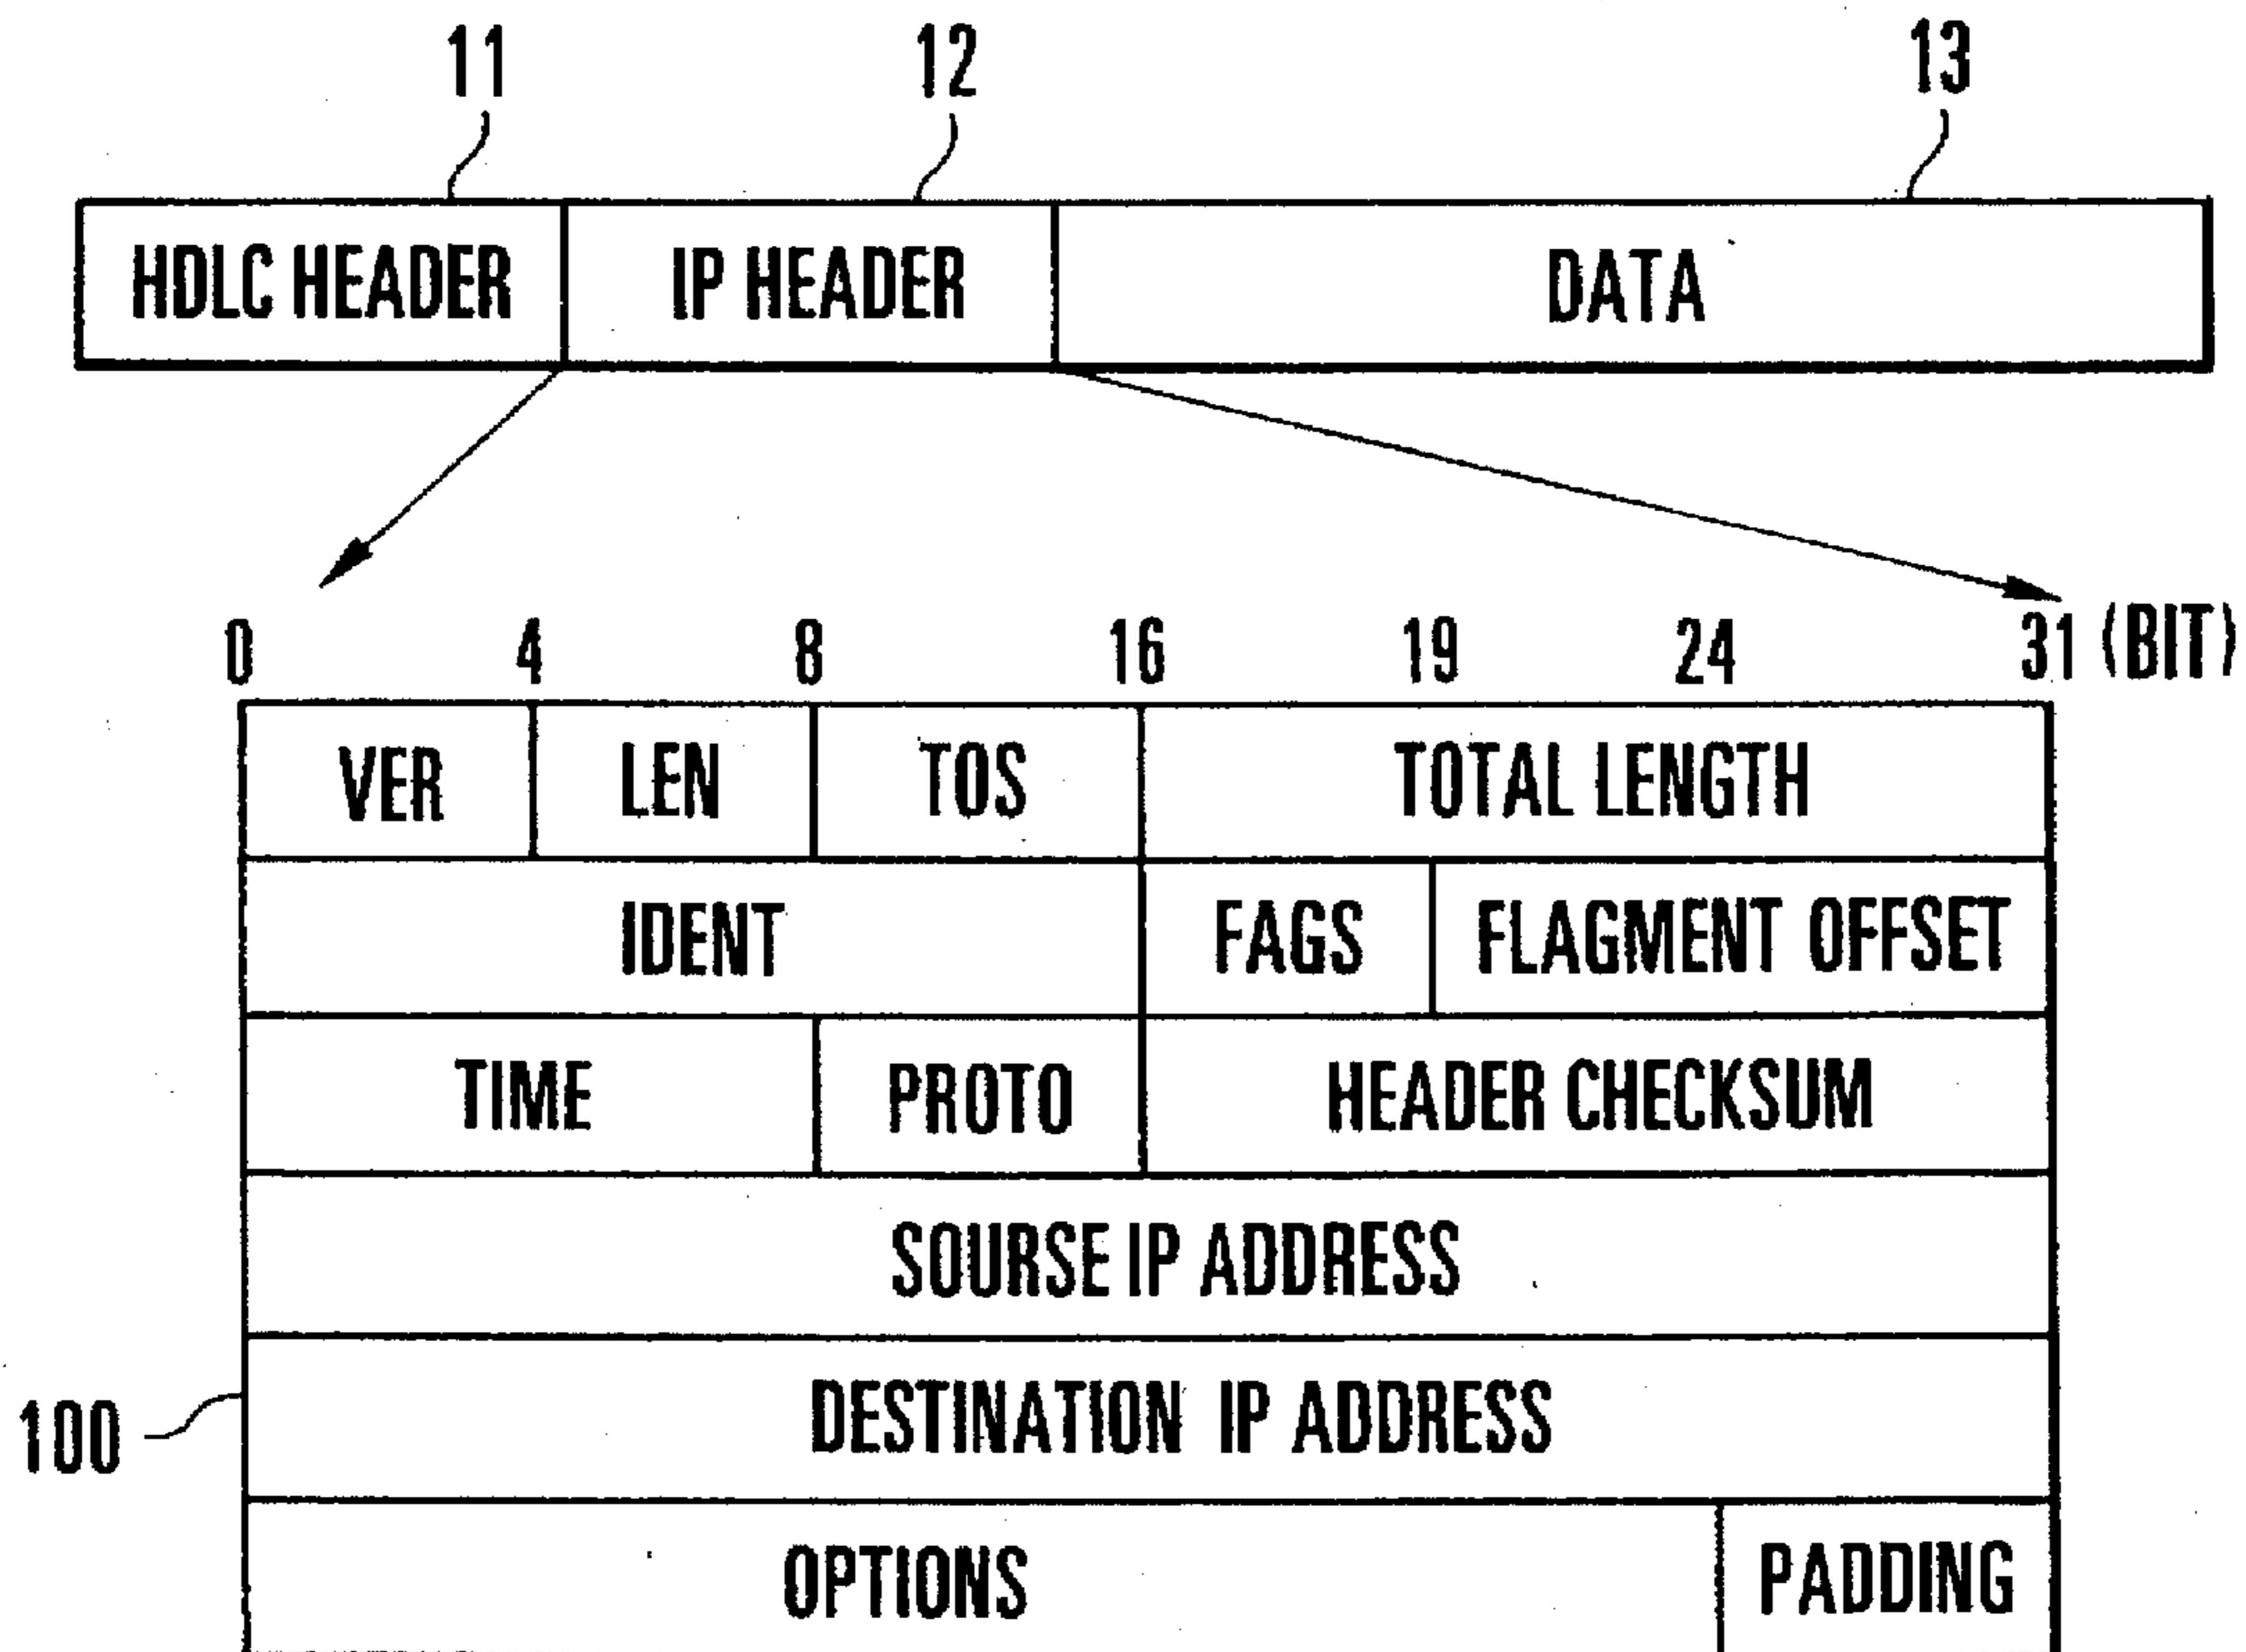 11 12 13
HDLC HEADER IP HEADER DATA
0 4 8 16 19 24 31 (BIT)
VER LEN TOS TOTAL LENGTH
IDENT FAGS FLAGMENT OFFSET
TIME PROTO HEADER CHECKSUM
SOURSE IP ADDRESS
DESTINATION IP ADDRESS
100
OPTIONS PADDING